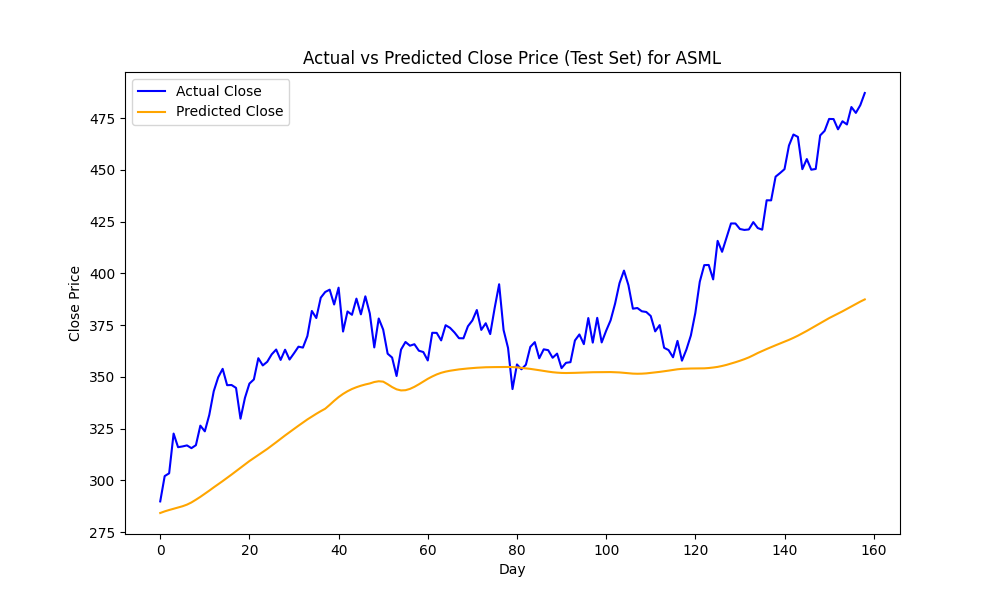 Actual vs Predicted Close Price (Test Set) for ASML
Actual Close
Predicted Close
Close Price
475
450
425
400
375
350
325
300
275
0 20 40 60 80 100 120 140 160
Day